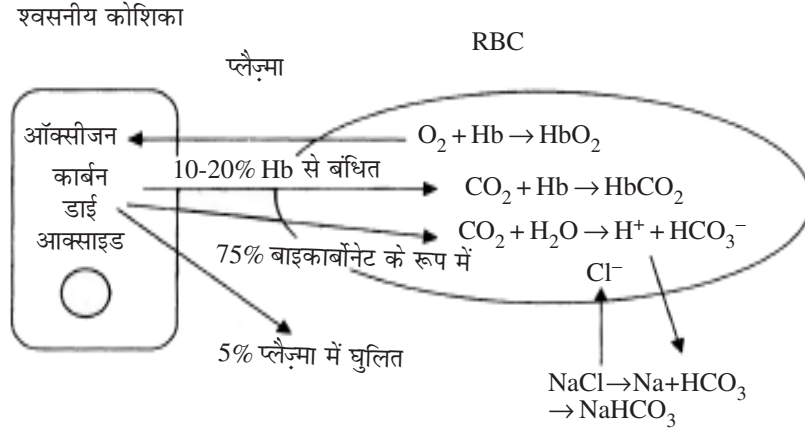 श्वसनीय कोशिका
प्लैज़्मा
RBC
ऑक्सीजन
O₂ + Hb → HbO₂
10-20% Hb से बंधित
कार्बन
डाई
आक्साइड
CO₂ + Hb → HbCO₂
CO₂ + H₂O → H⁺ + HCO₃⁻
75% बाइकार्बोनेट के रूप में
Cl⁻
5% प्लैज़्मा में घुलित
NaCl → Na + HCO₃
→ NaHCO₃